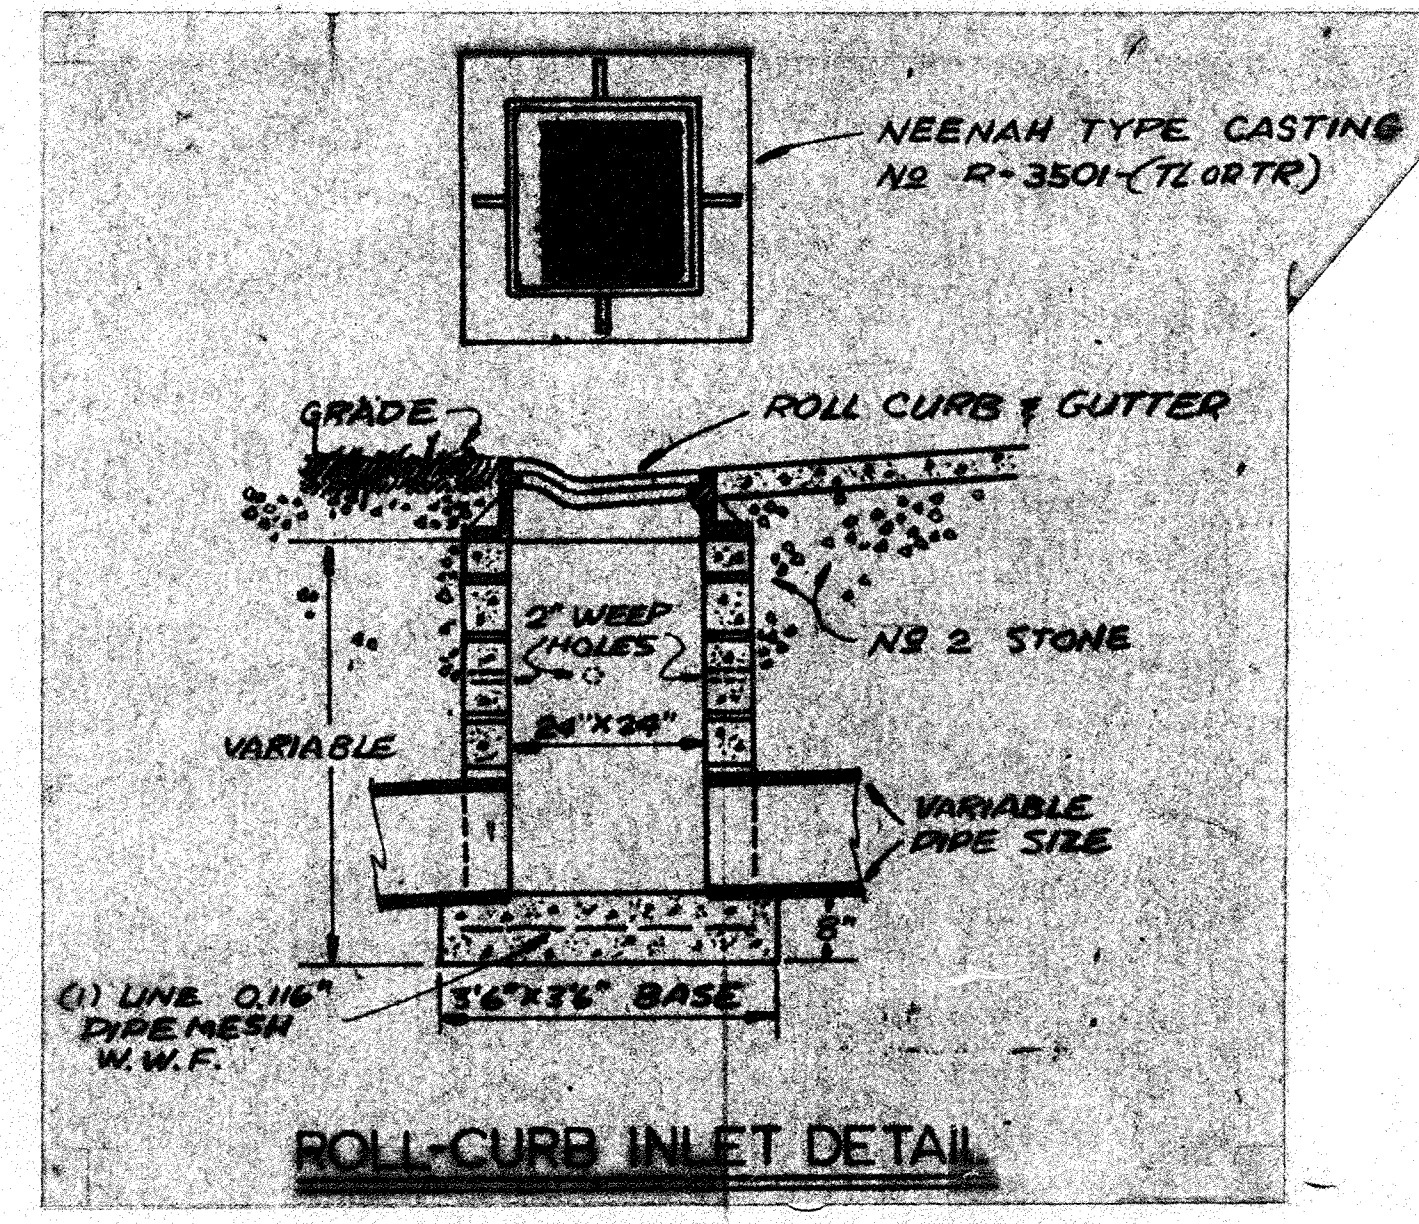 NEENAH TYPE CASTING
No R-3501-(TL OR TR)
GRADE
ROLL CURB & GUTTER
2" WEEP
HOLES
No 2 STONE
24" X 24"
VARIABLE
VARIABLE
PIPE SIZE
8"
(1) LINE 0.116"
PIPE MESH
W.W.F.
3'6" X 3'6" BASE
ROLL-CURB INLET DETAIL